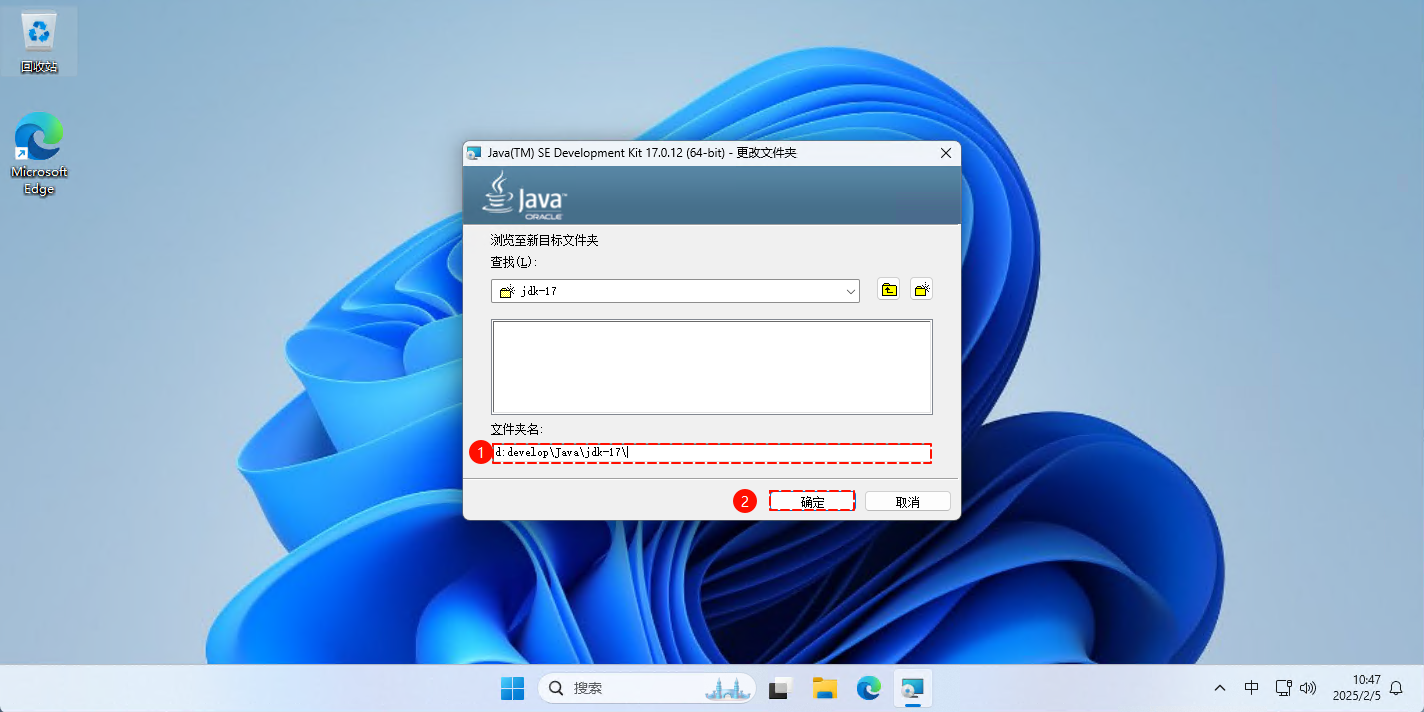 回收站
Microsoft
Edge
Java(TM) SE Development Kit 17.0.12 (64-bit) - 更改文件夹
Java™
ORACLE
浏览至新目标文件夹
查找(L):
jdk-17
文件夹名:
1
d:develop\Java\jdk-17\
2
确定
取消
搜索
中
10:47
2025/2/5